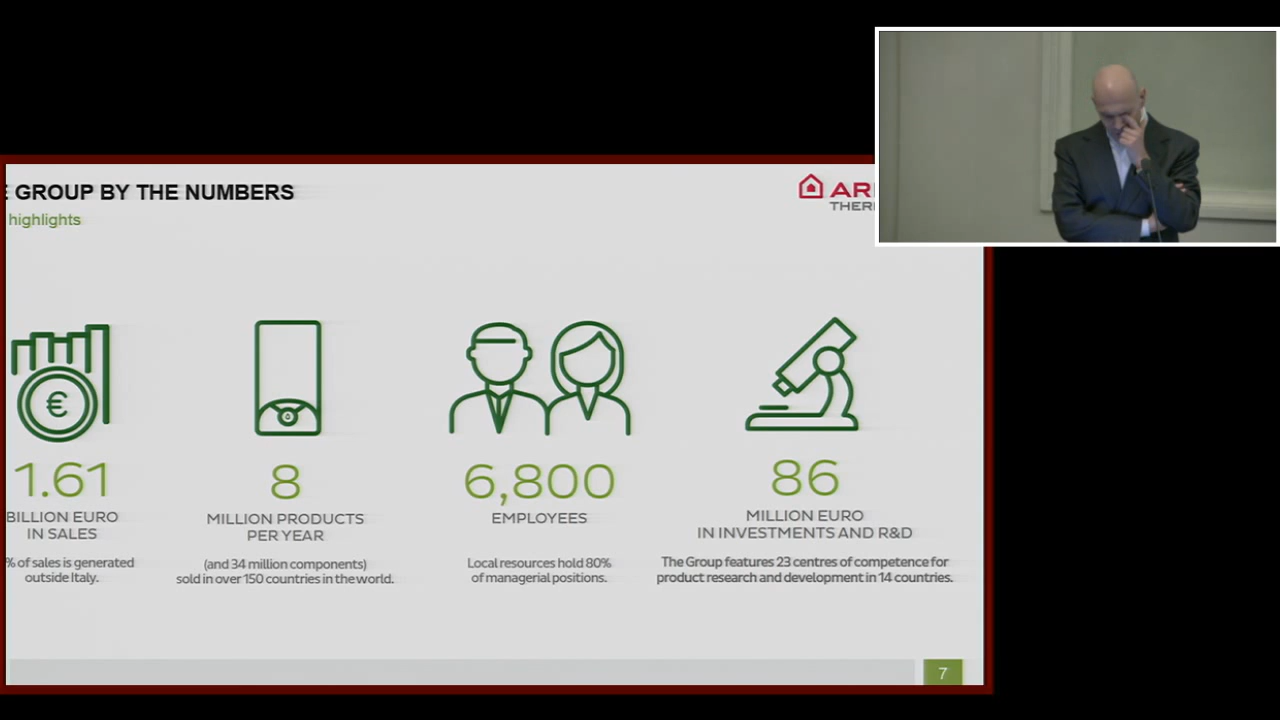 GROUP BY THE NUMBERS
highlights
AR
THER
€
1.61
BILLION EURO
IN SALES
% of sales is generated
outside Italy.
8
MILLION PRODUCTS
PER YEAR
(and 34 million components)
sold in over 150 countries in the world.
6,800
EMPLOYEES
Local resources hold 80%
of managerial positions.
86
MILLION EURO
IN INVESTMENTS AND R&D
The Group features 23 centres of competence for
product research and development in 14 countries.
7